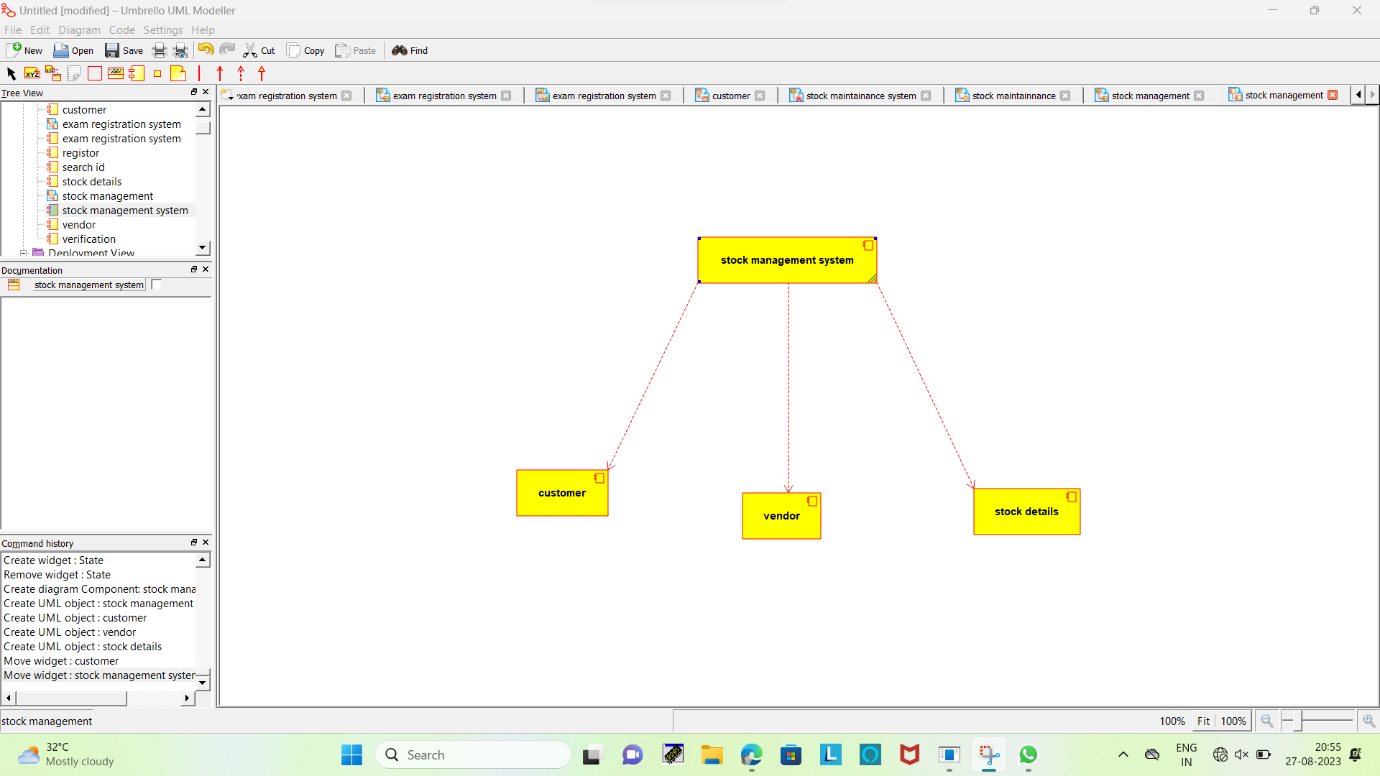 Untitled [modified] – Umbrello UML Modeller
File Edit Diagram Code Settings Help
New Open Save Cut Copy Paste Find
XYZ
Tree View
exam registration system exam registration system exam registration system customer stock maintainance system stock maintainnance stock management stock management
customer
exam registration system
exam registration system
registor
search id
stock details
stock management
stock management system
vendor
verification
Deployment View
Documentation
stock management system
stock management system
customer
vendor
stock details
Command history
Create widget : State
Remove widget : State
Create diagram Component: stock mana
Create UML object : stock management
Create UML object : customer
Create UML object : vendor
Create UML object : stock details
Move widget : customer
Move widget : stock management syster
stock management
100% Fit 100%
32°C
Mostly cloudy
Search
L
ENG
IN
20:55
27-08-2023